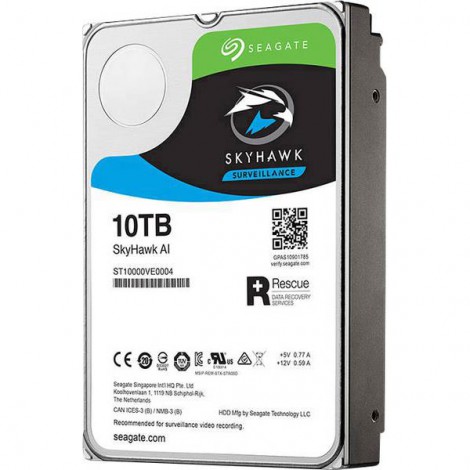 SEAGATE
SKYHAWK
SURVEILLANCE
10TB
SkyHawk AI
ST10000VE0004
GPAS10901785
verify.seagate.com
R
Rescue
DATA RECOVERY
SERVICES
+5V 0.77 A
+12V 0.59 A
Seagate Singapore Int'l HQ Pte. Ltd
Koolhovenlaan 1, 1119 NB Schiphol-Rijk,
The Netherlands
CAN ICES-3 (B) / NMB-3 (B)
HDD Mfg by Seagate Technology LLC
Recommended for surveillance video recording.
seagate.com